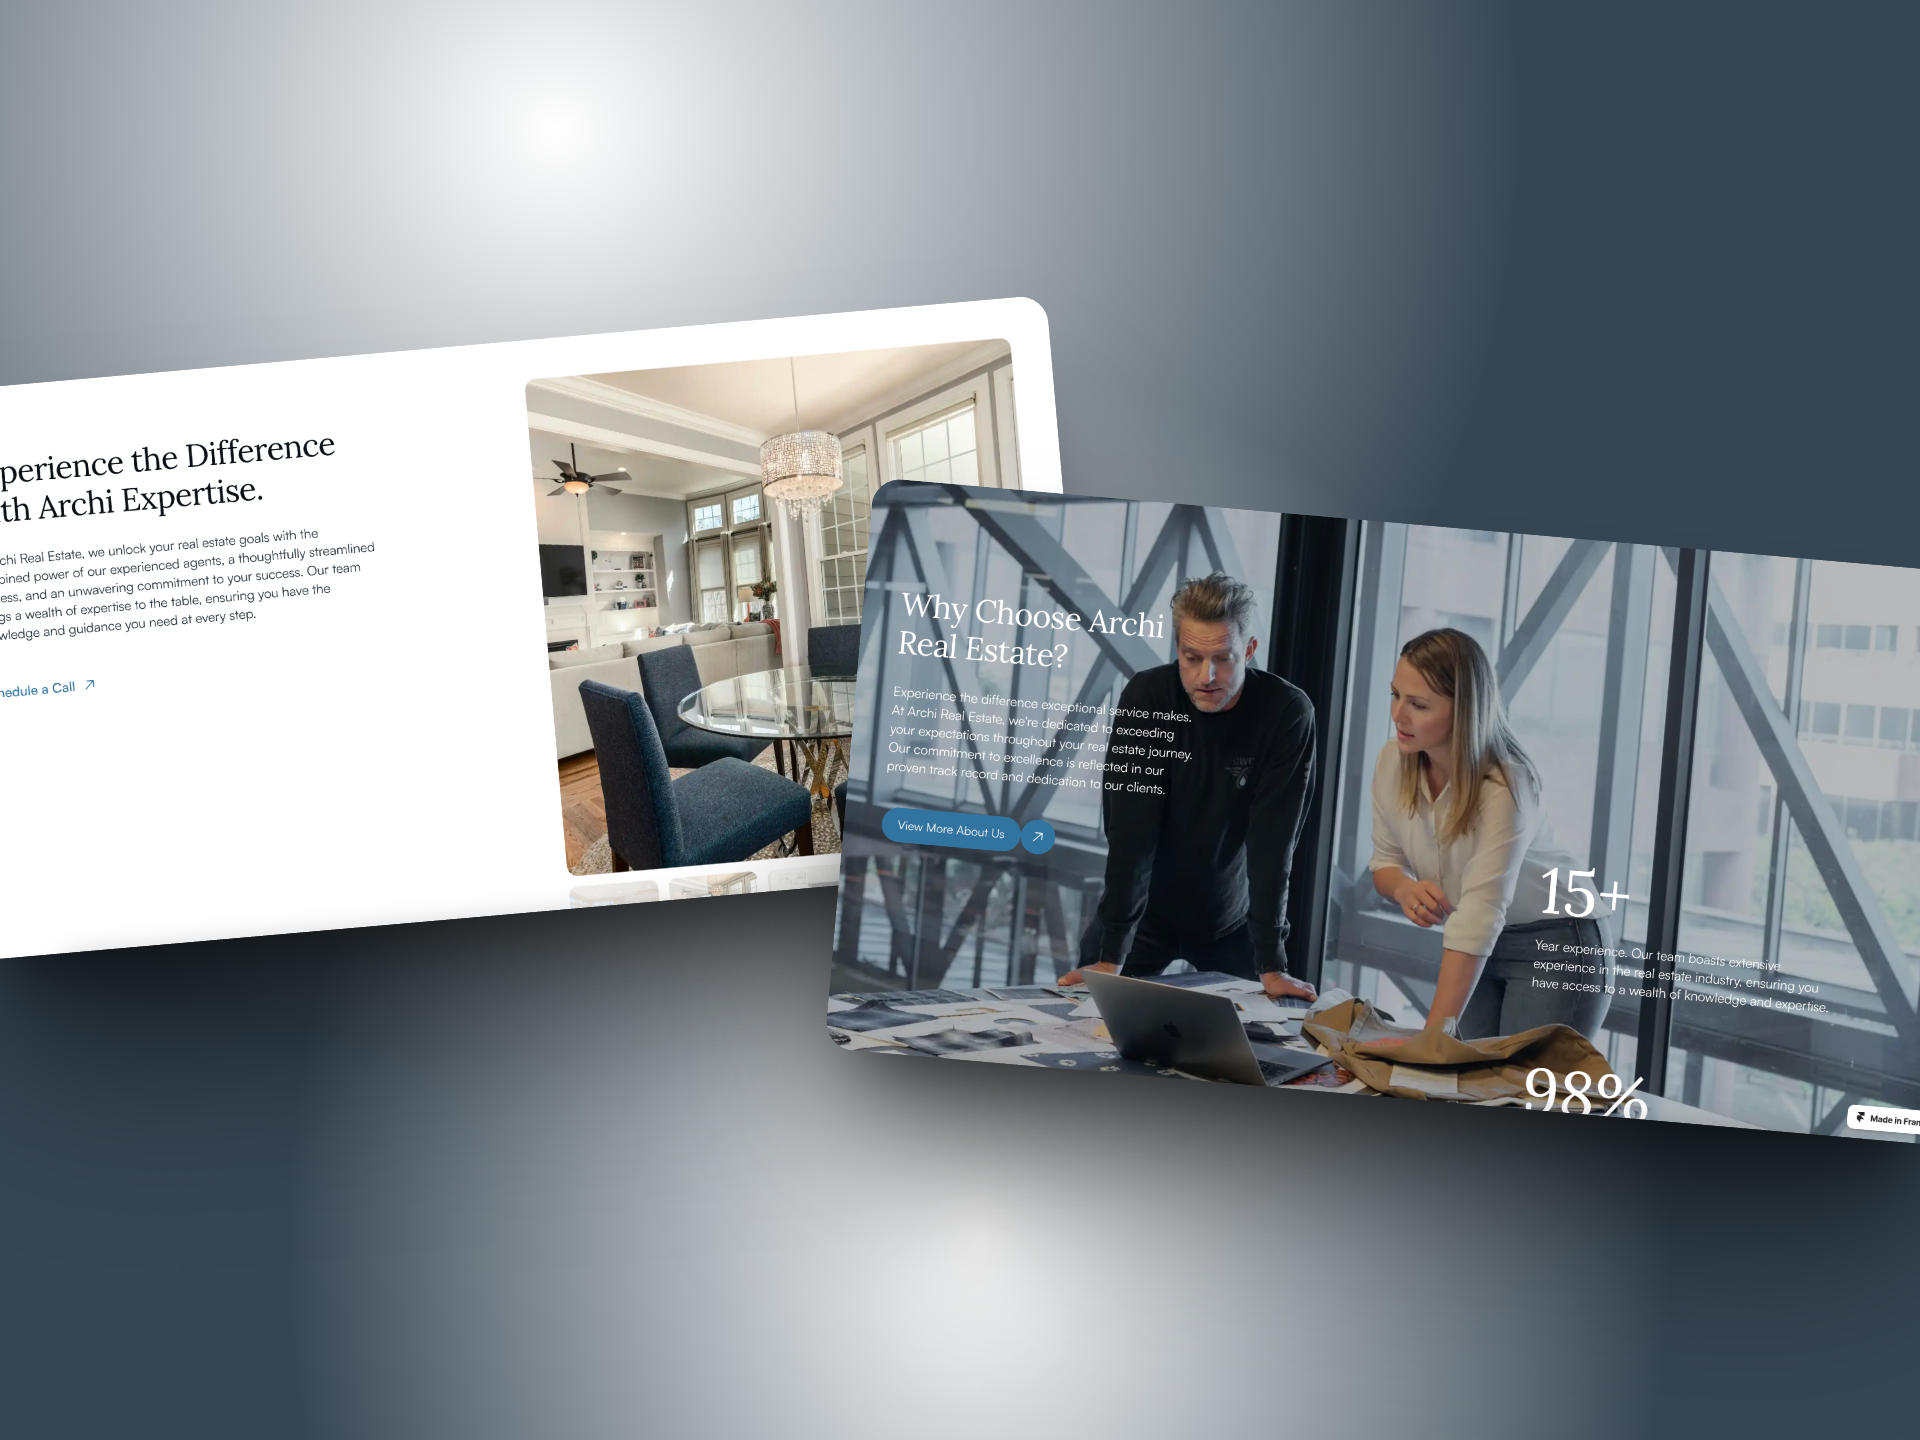 perience the Difference
th Archi Expertise.
chi Real Estate, we unlock your real estate goals with the
bined power of our experienced agents, a thoughtfully streamlined
ess, and an unwavering commitment to your success. Our team
gs a wealth of expertise to the table, ensuring you have the
wledge and guidance you need at every step.
hedule a Call
Why Choose Archi
Real Estate?
Experience the difference exceptional service makes.
At Archi Real Estate, we're dedicated to exceeding
your expectations throughout your real estate journey.
Our commitment to excellence is reflected in our
proven track record and dedication to our clients.
View More About Us
15+
Year experience. Our team boasts extensive
experience in the real estate industry, ensuring you
have access to a wealth of knowledge and expertise.
98%
Made in Fram